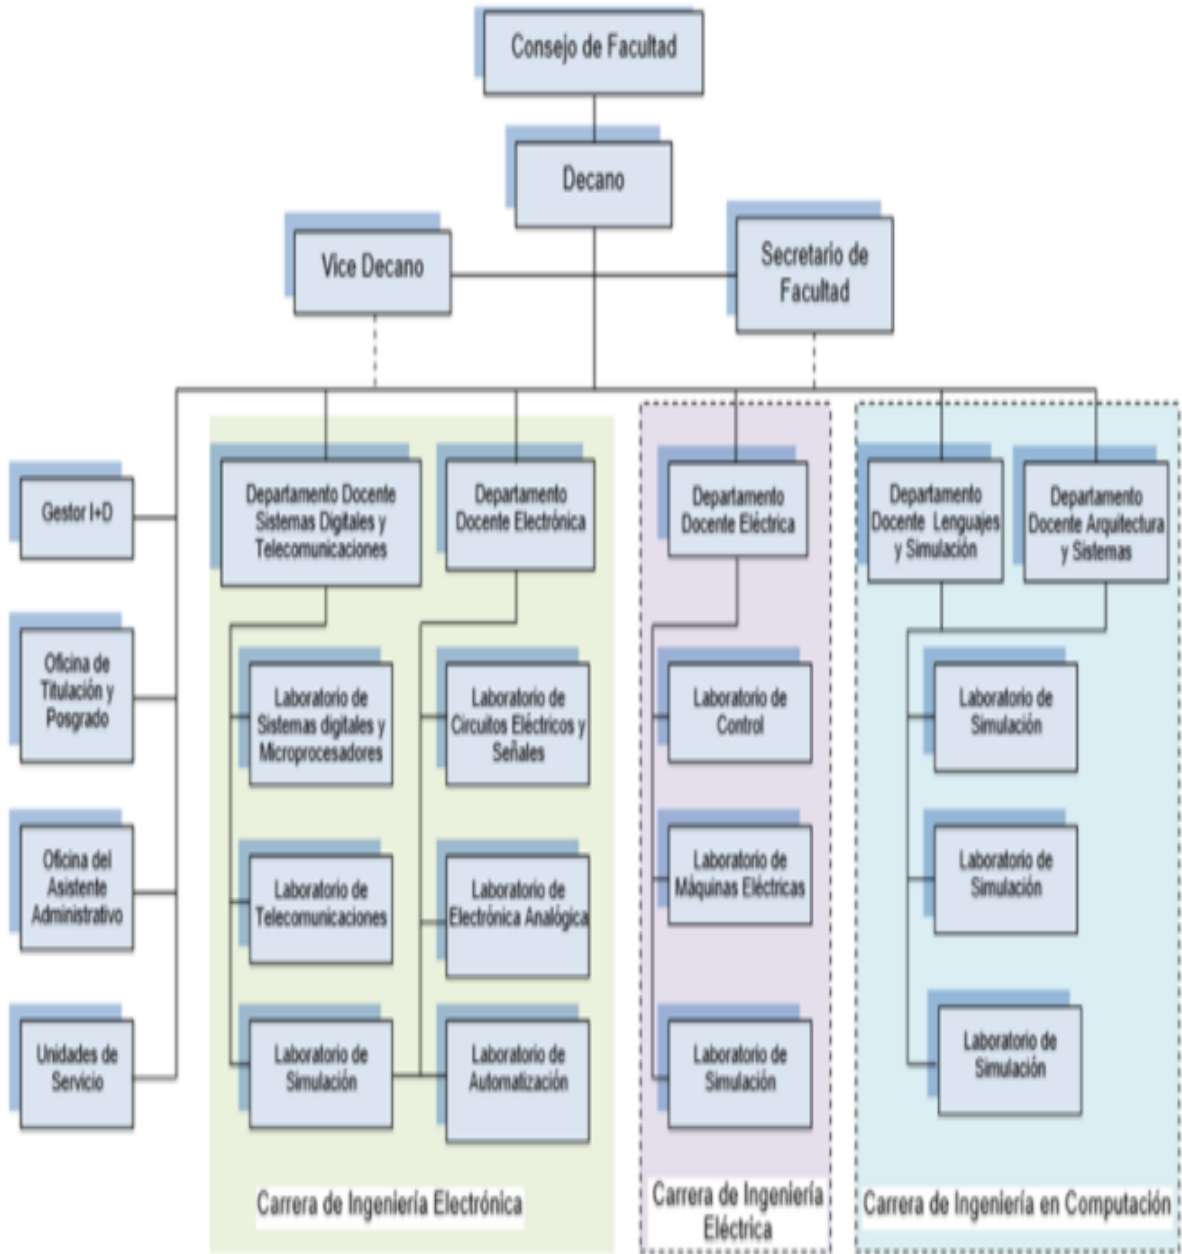 Consejo de Facultad
Decano
Vice Decano
Secretario de
Facultad
Gestor I+D
Oficina de
Titulación y
Posgrado
Oficina del
Asistente
Administrativo
Unidades de
Servicio
Departamento Docente
Sistemas Digitales y
Telecomunicaciones
Laboratorio de
Sistemas digitales y
Microprocesadores
Laboratorio de
Telecomunicaciones
Laboratorio de
Simulación
Departamento
Docente Electrónica
Laboratorio de
Circuitos Eléctricos y
Señales
Laboratorio de
Electrónica Analógica
Laboratorio de
Automatización
Carrera de Ingeniería Electrónica
Departamento
Docente Eléctrica
Laboratorio de
Control
Laboratorio de
Máquinas Eléctricas
Laboratorio de
Simulación
Carrera de Ingeniería
Eléctrica
Departamento
Docente Lenguajes
y Simulación
Departamento
Docente Arquitectura
y Sistemas
Laboratorio de
Simulación
Laboratorio de
Simulación
Laboratorio de
Simulación
Carrera de Ingeniería en Computación